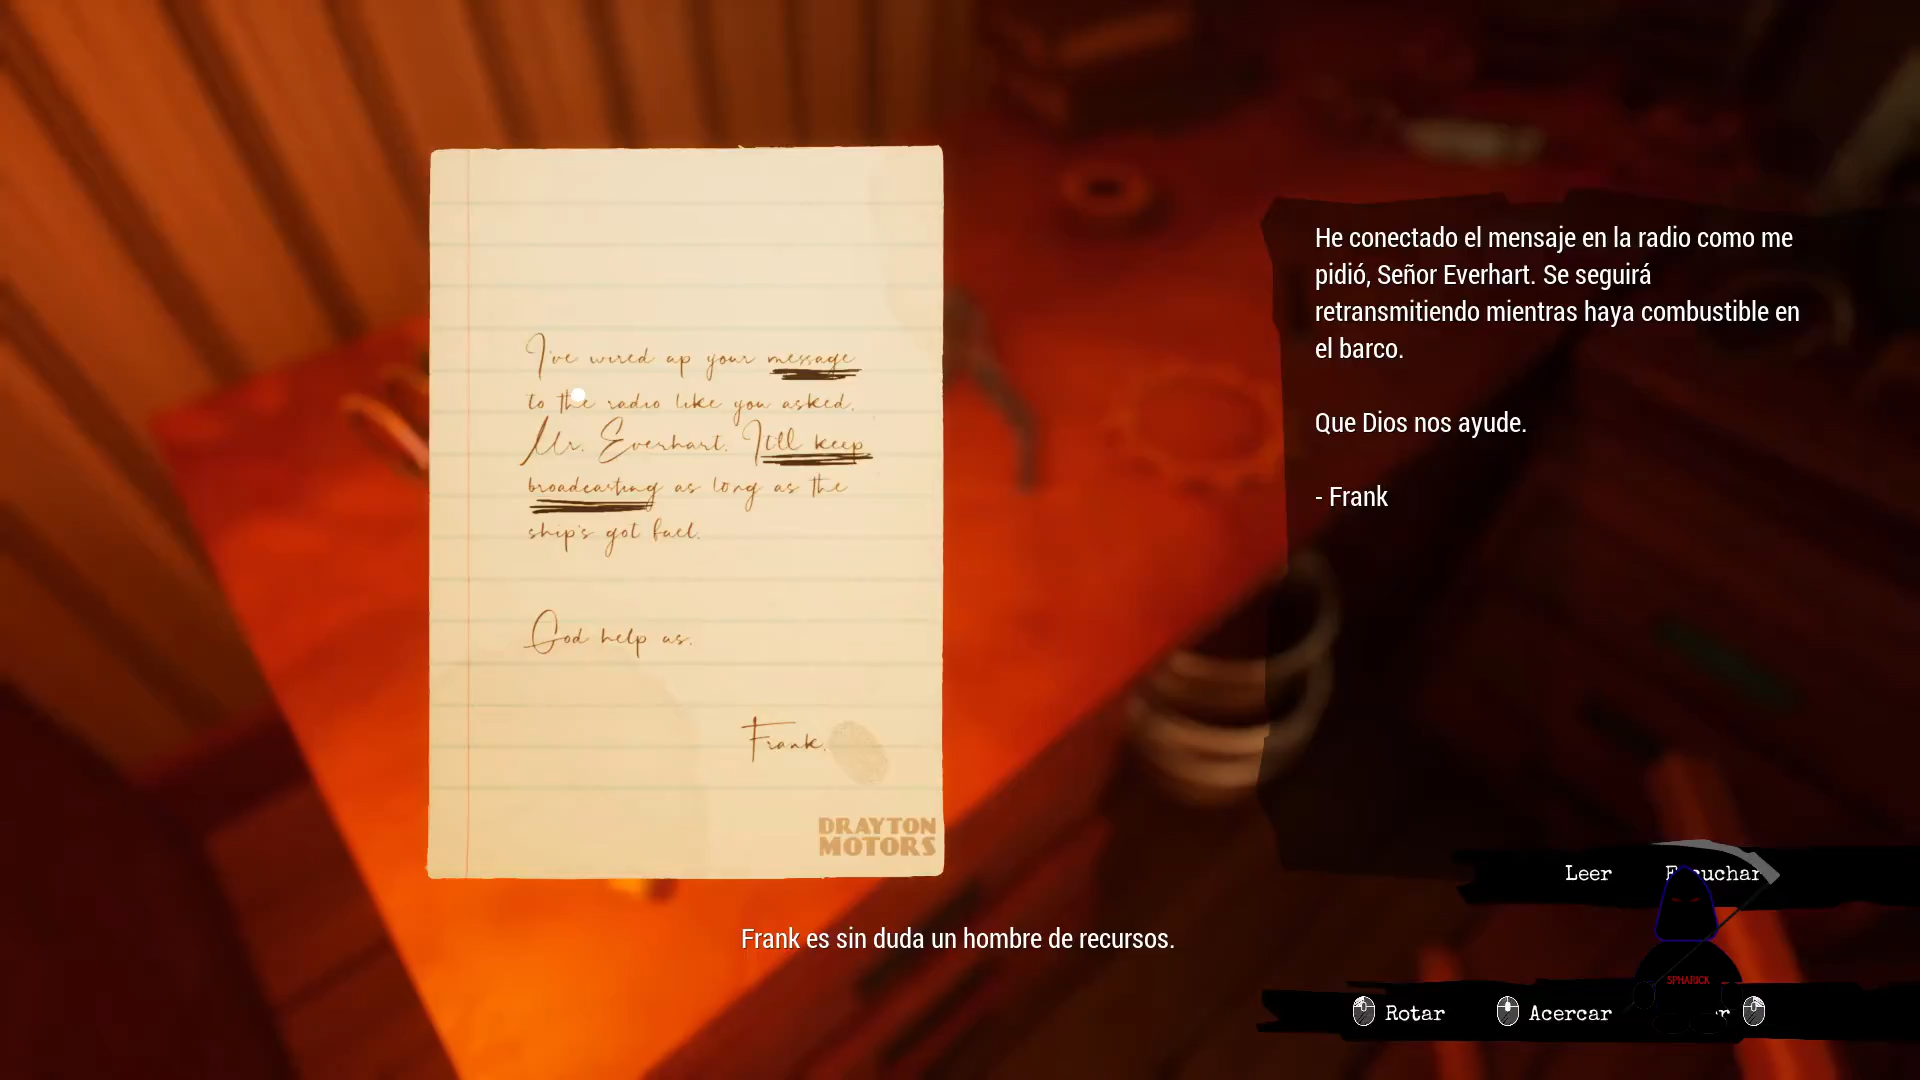 I've wired up your message
to the radio like you asked.
Mr. Everhart. It'll keep
broadcasting as long as the
ship's got fuel.
God help us.
Frank.
DRAYTON
MOTORS
He conectado el mensaje en la radio como me
pidió, Señor Everhart. Se seguirá
retransmitiendo mientras haya combustible en
el barco.
Que Dios nos ayude.
- Frank
Frank es sin duda un hombre de recursos.
Leer
SPHARICK
Rotar
Acercar